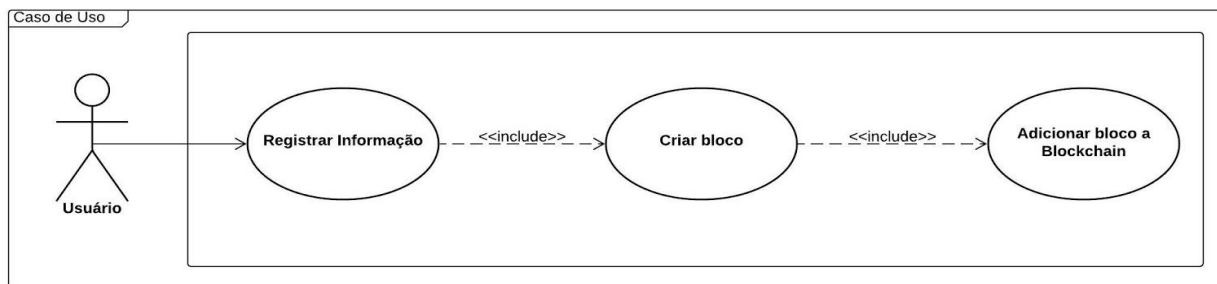 Caso de Uso
Registrar Informação
<<include>>
Criar bloco
<<include>>
Adicionar bloco a
Blockchain
Usuário